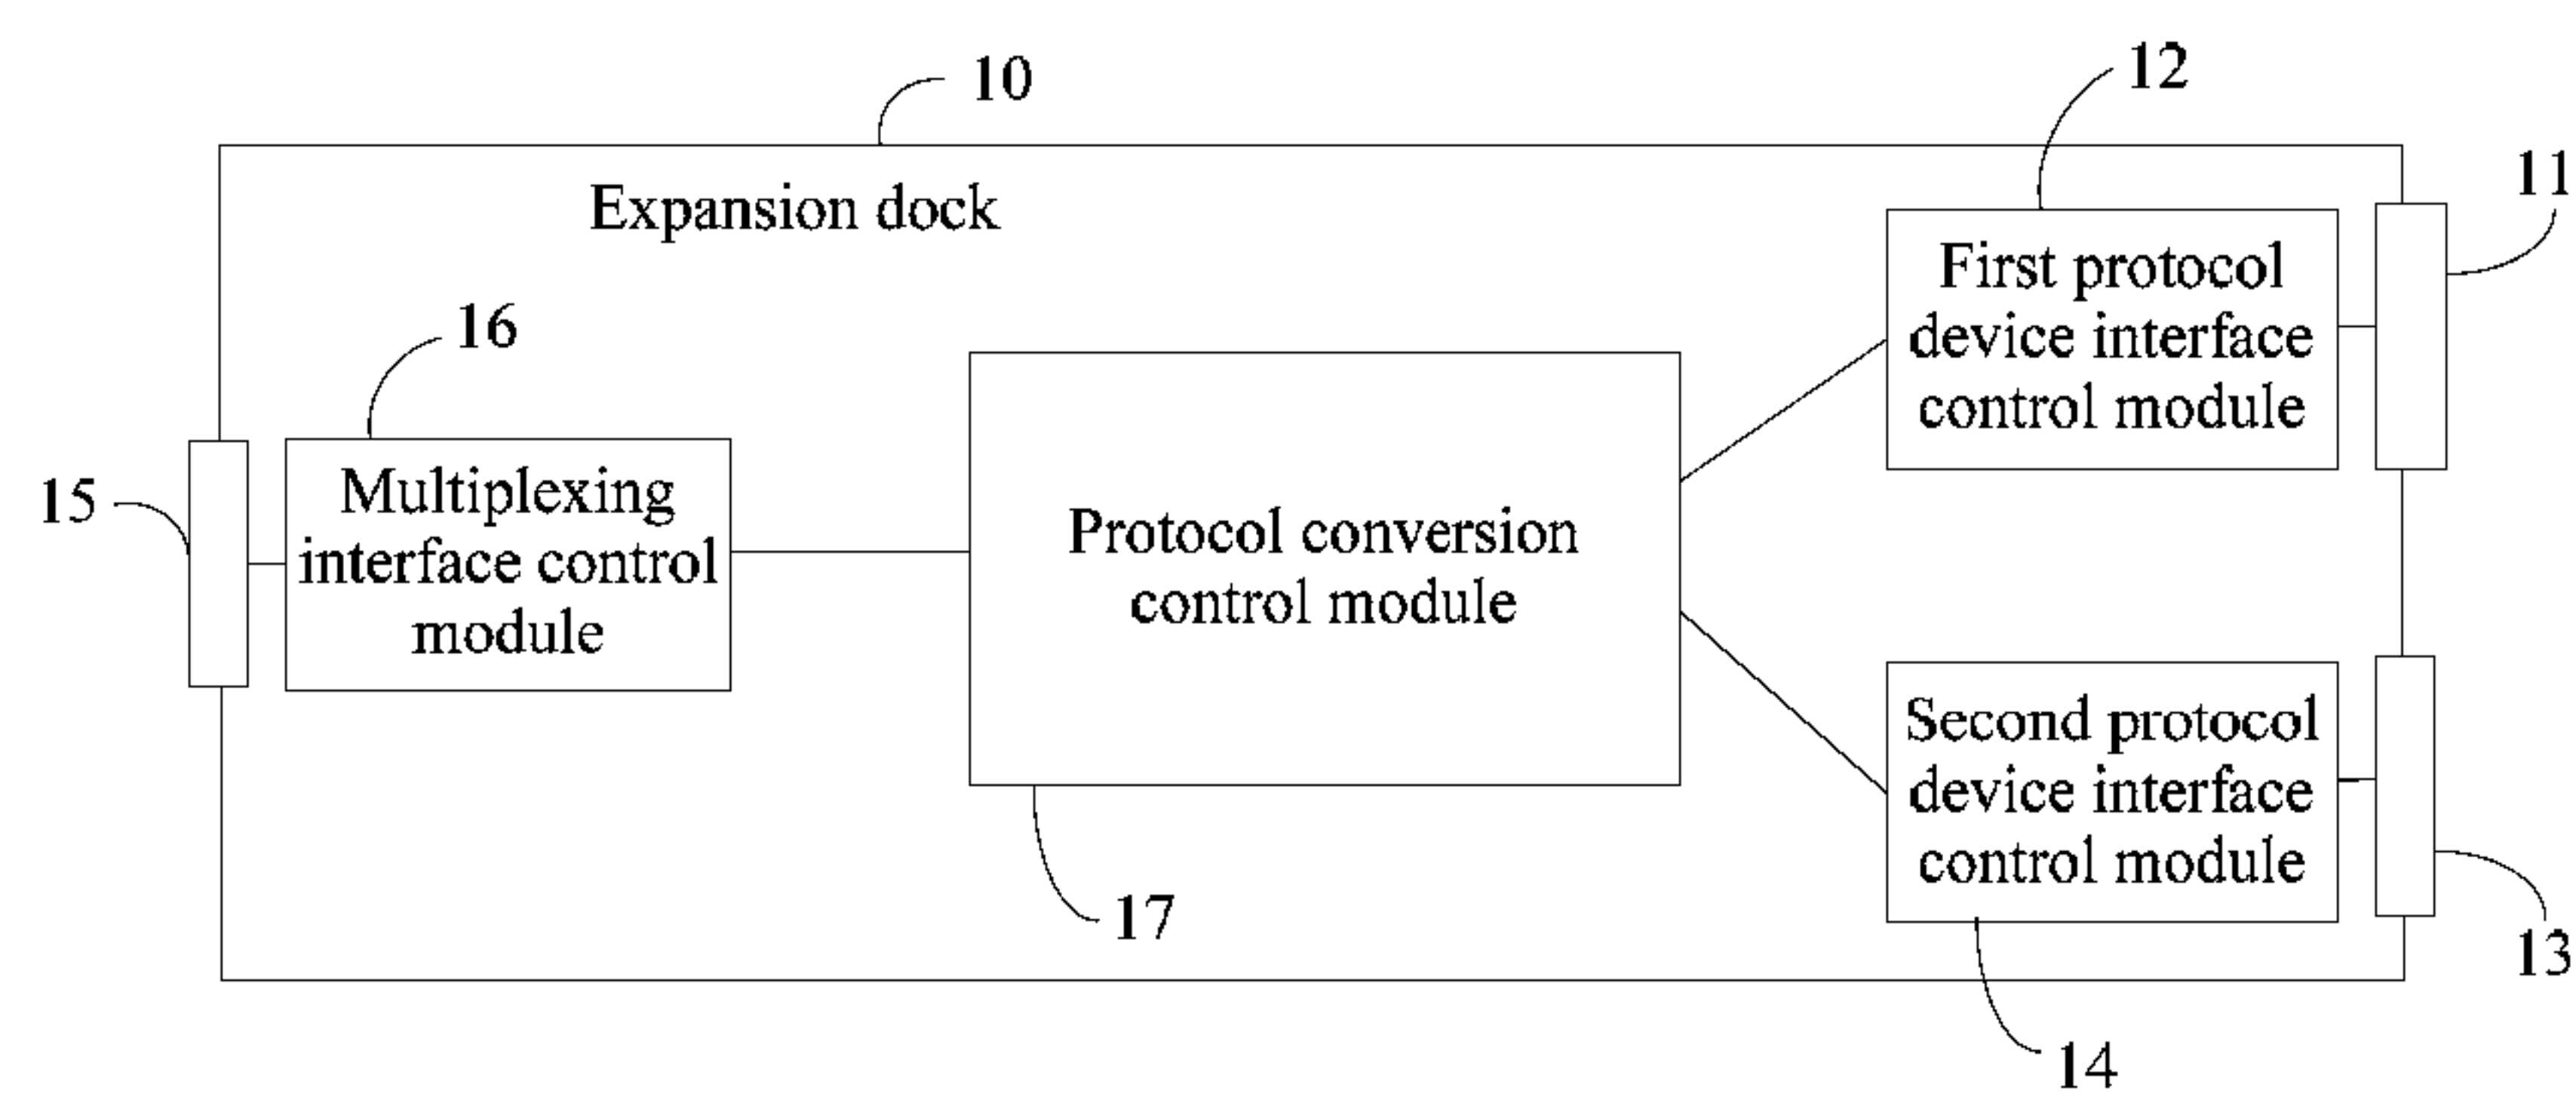 10
12
11
Expansion dock
First protocol
device interface
control module
16
Multiplexing
interface control
module
15
Protocol conversion
control module
Second protocol
device interface
control module
17
13
14